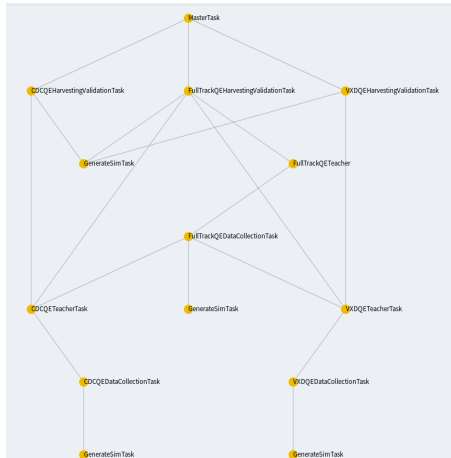 MasterTask
CDCQEHarvestingValidationTask
FullTrackQEHarvestingValidationTask
VXDQEHarvestingValidationTask
GenerateSimTask
FullTrackQETeacher
FullTrackQEDataCollectionTask
CDCQETeacherTask
GenerateSimTask
VXDQETeacherTask
CDCQEDataCollectionTask
VXDQEDataCollectionTask
GenerateSimTask
GenerateSimTask